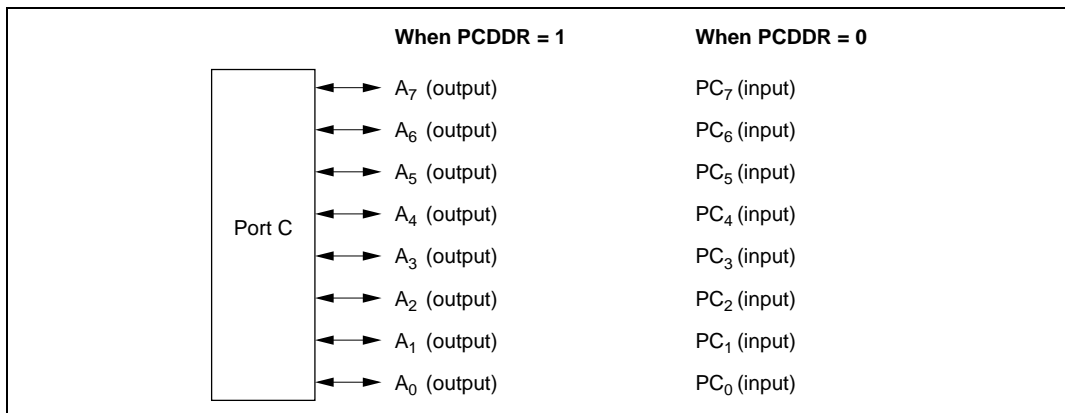 When PCDDR = 1 When PCDDR = 0
A₇ (output) PC₇ (input)
A₆ (output) PC₆ (input)
A₅ (output) PC₅ (input)
A₄ (output) PC₄ (input)
Port C
A₃ (output) PC₃ (input)
A₂ (output) PC₂ (input)
A₁ (output) PC₁ (input)
A₀ (output) PC₀ (input)